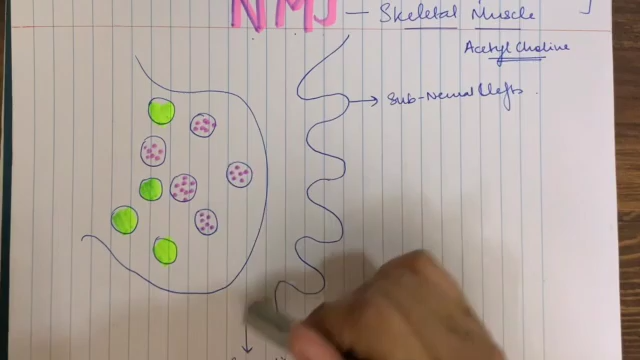 NMJ
- Skeletal Muscle
Acetyl choline
→ Sub-Neural Clefts.